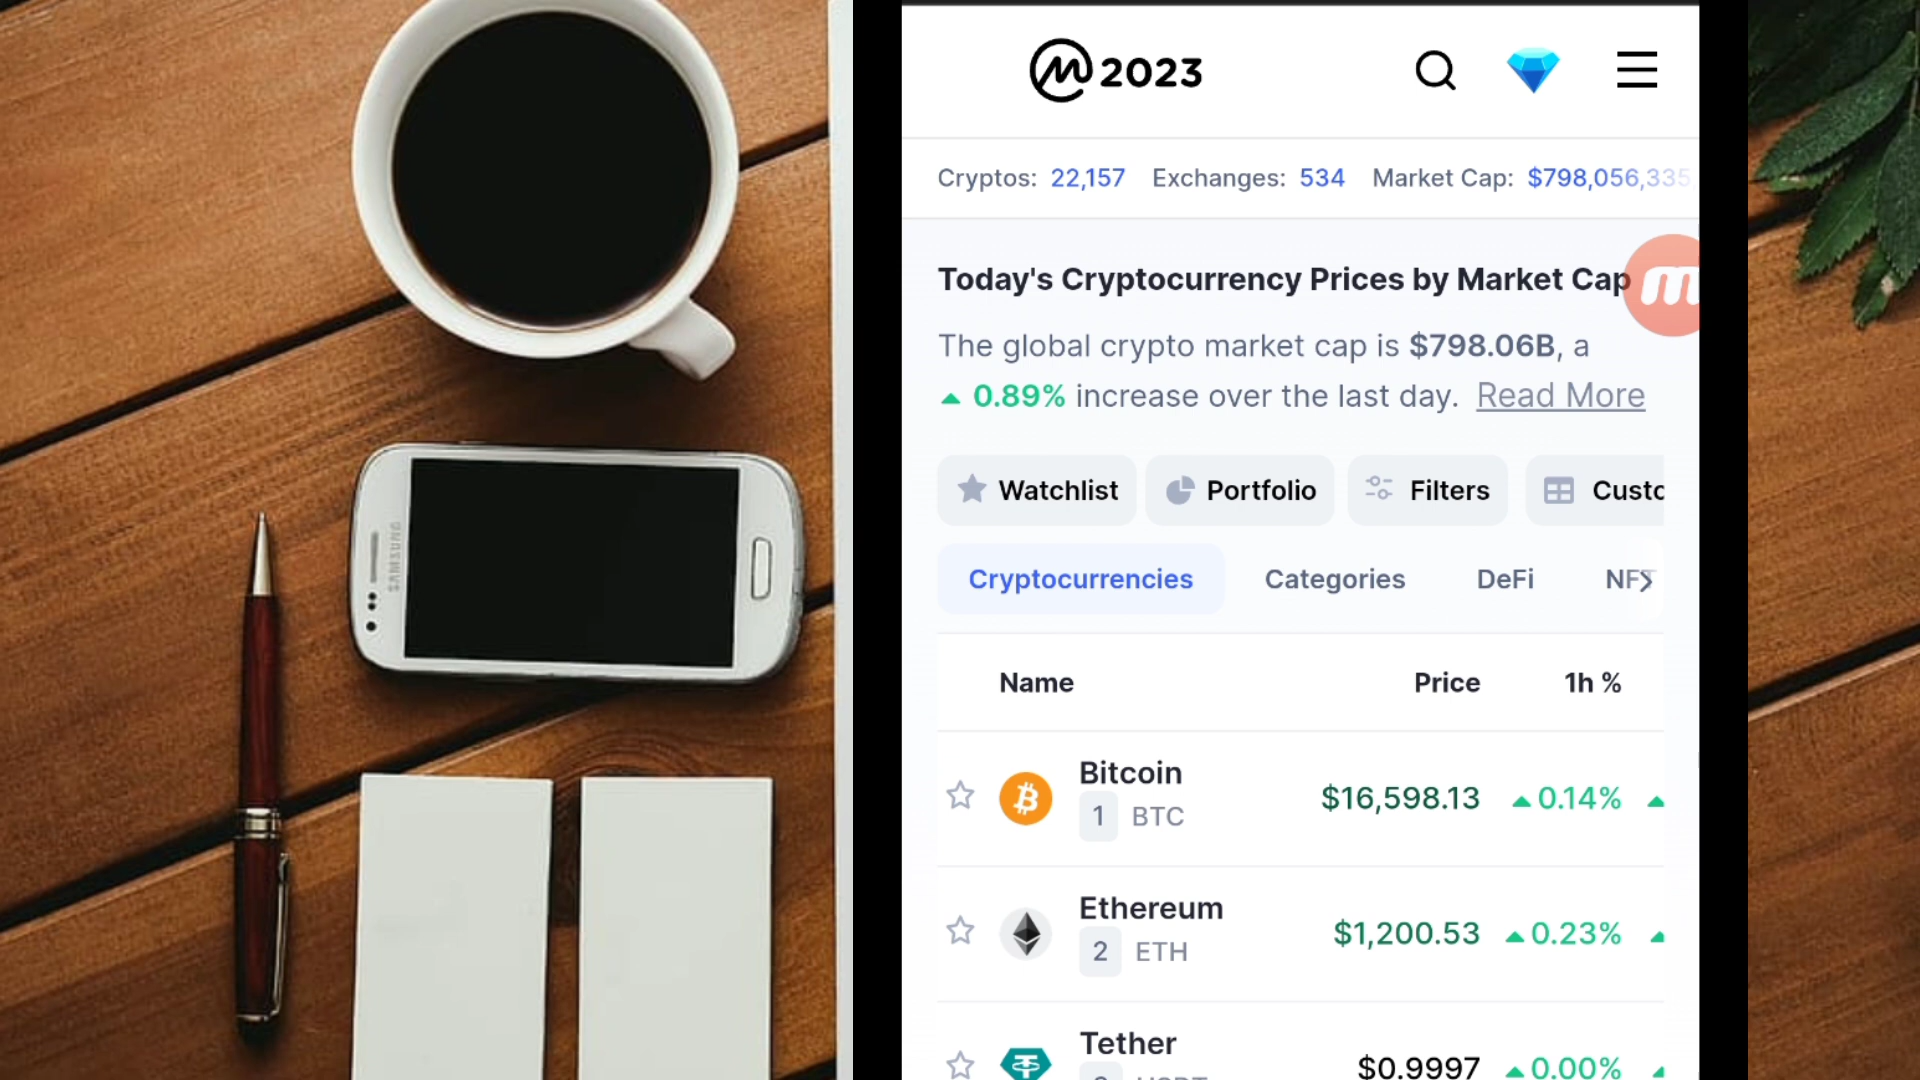 SAMSUNG
2023
Cryptos: 22,157 Exchanges: 534 Market Cap: $798,056,335
Today's Cryptocurrency Prices by Market Cap
m
The global crypto market cap is $798.06B, a
0.89% increase over the last day. Read More
Watchlist Portfolio Filters Custo
Cryptocurrencies Categories DeFi NFT
Name Price 1h %
Bitcoin
1 BTC $16,598.13 0.14%
Ethereum
2 ETH $1,200.53 0.23%
Tether
$0.9997 0.00%